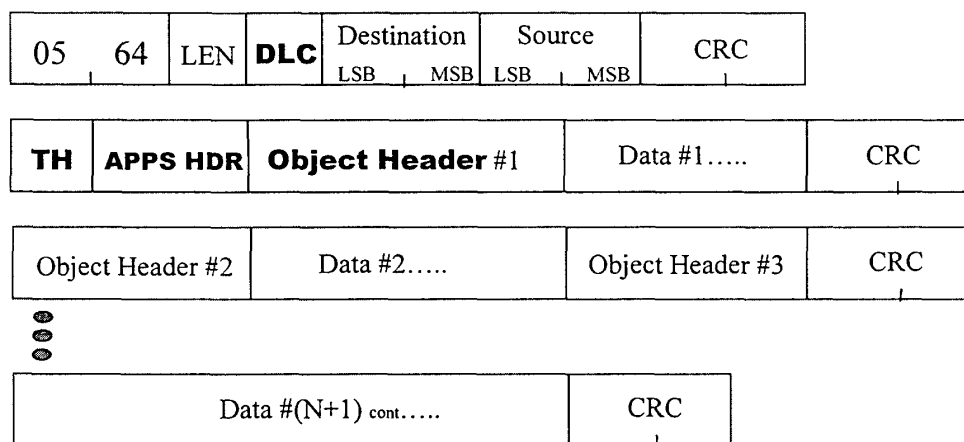 05 64 LEN DLC Destination Source CRC
LSB MSB LSB MSB
TH APPS HDR Object Header #1 Data #1..... CRC
Object Header #2 Data #2..... Object Header #3 CRC
Data #(N+1) cont..... CRC